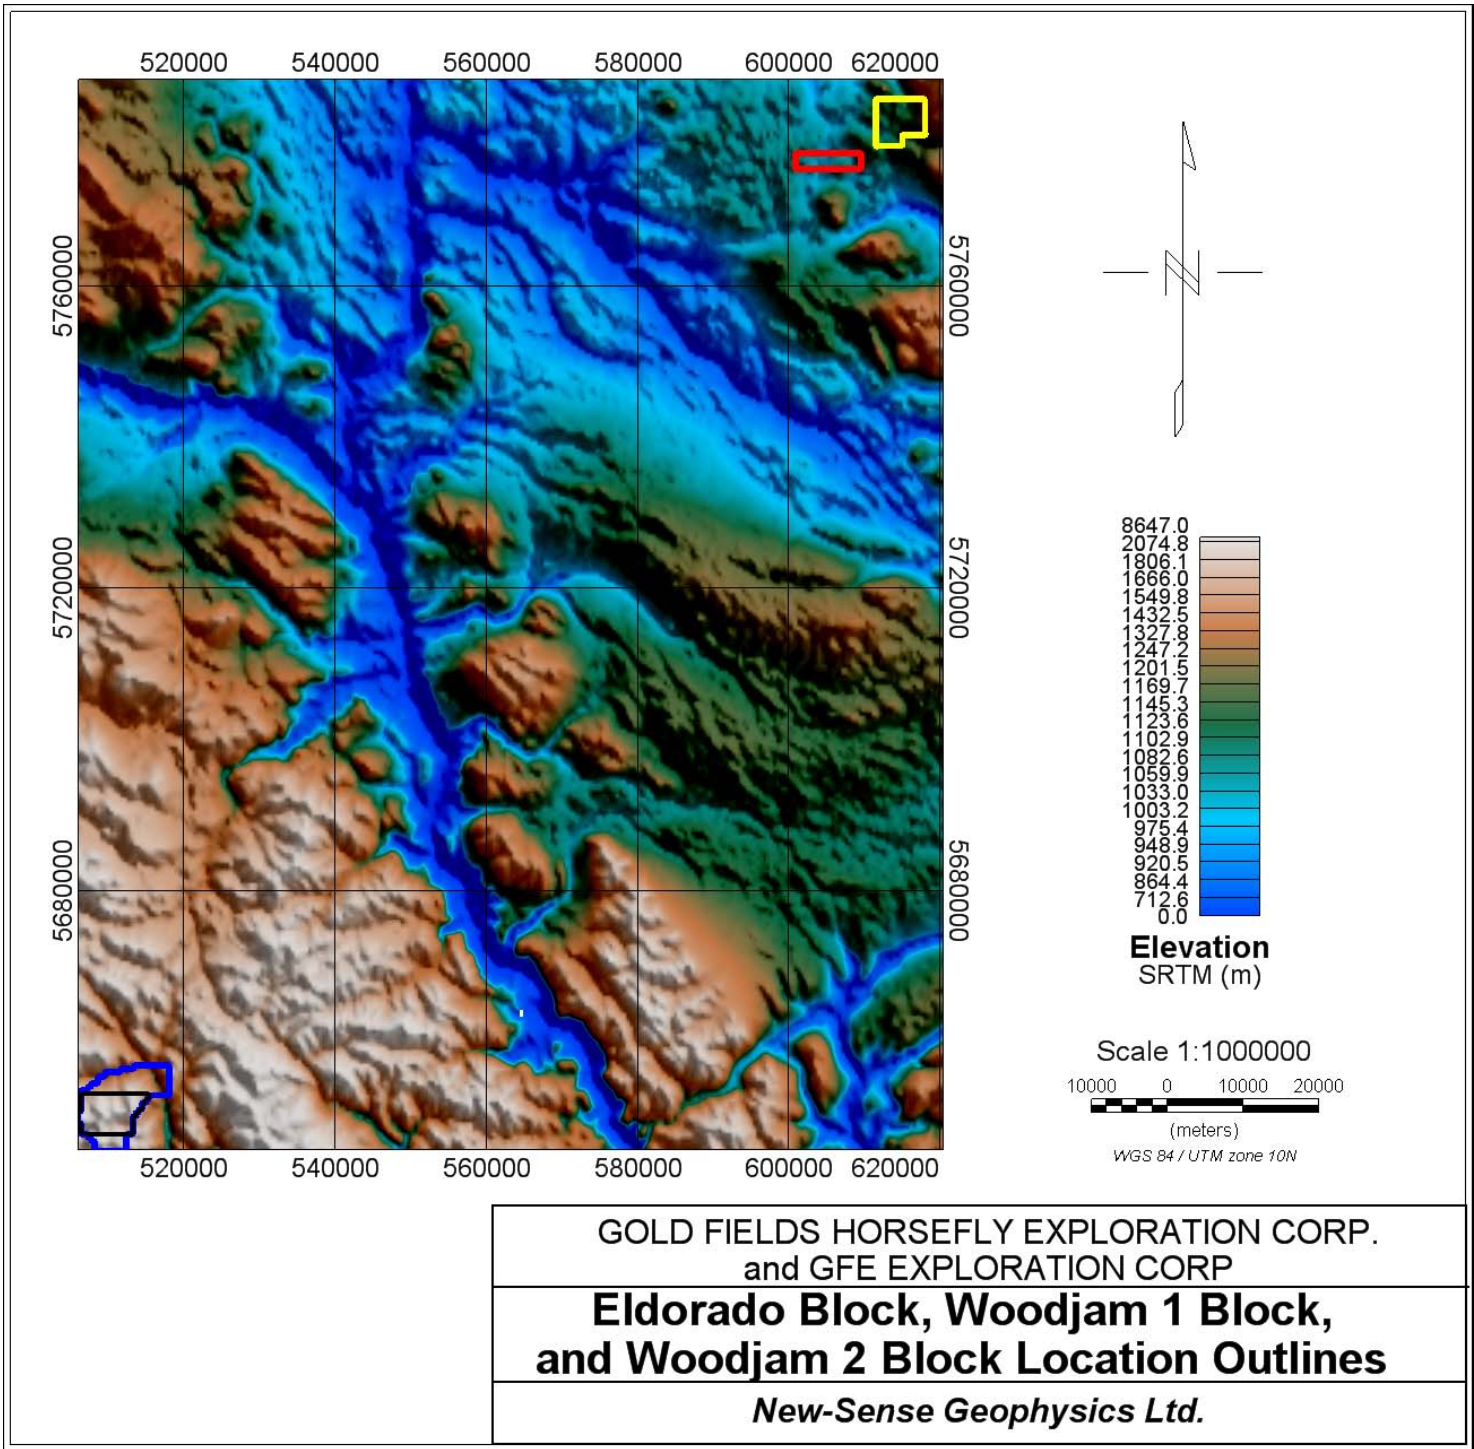 520000 540000 560000 580000 600000 620000
5760000
5720000
5680000
5760000
5720000
5680000
520000 540000 560000 580000 600000 620000
N
8647.0
2074.8
1806.1
1666.0
1549.8
1432.5
1327.8
1247.2
1201.5
1169.7
1145.3
1123.6
1102.9
1082.6
1059.9
1033.0
1003.2
975.4
948.9
920.5
864.4
712.6
0.0
Elevation
SRTM (m)
Scale 1:1000000
10000 0 10000 20000
(meters)
WGS 84 / UTM zone 10N
GOLD FIELDS HORSEFLY EXPLORATION CORP.
and GFE EXPLORATION CORP
Eldorado Block, Woodjam 1 Block,
and Woodjam 2 Block Location Outlines
New-Sense Geophysics Ltd.